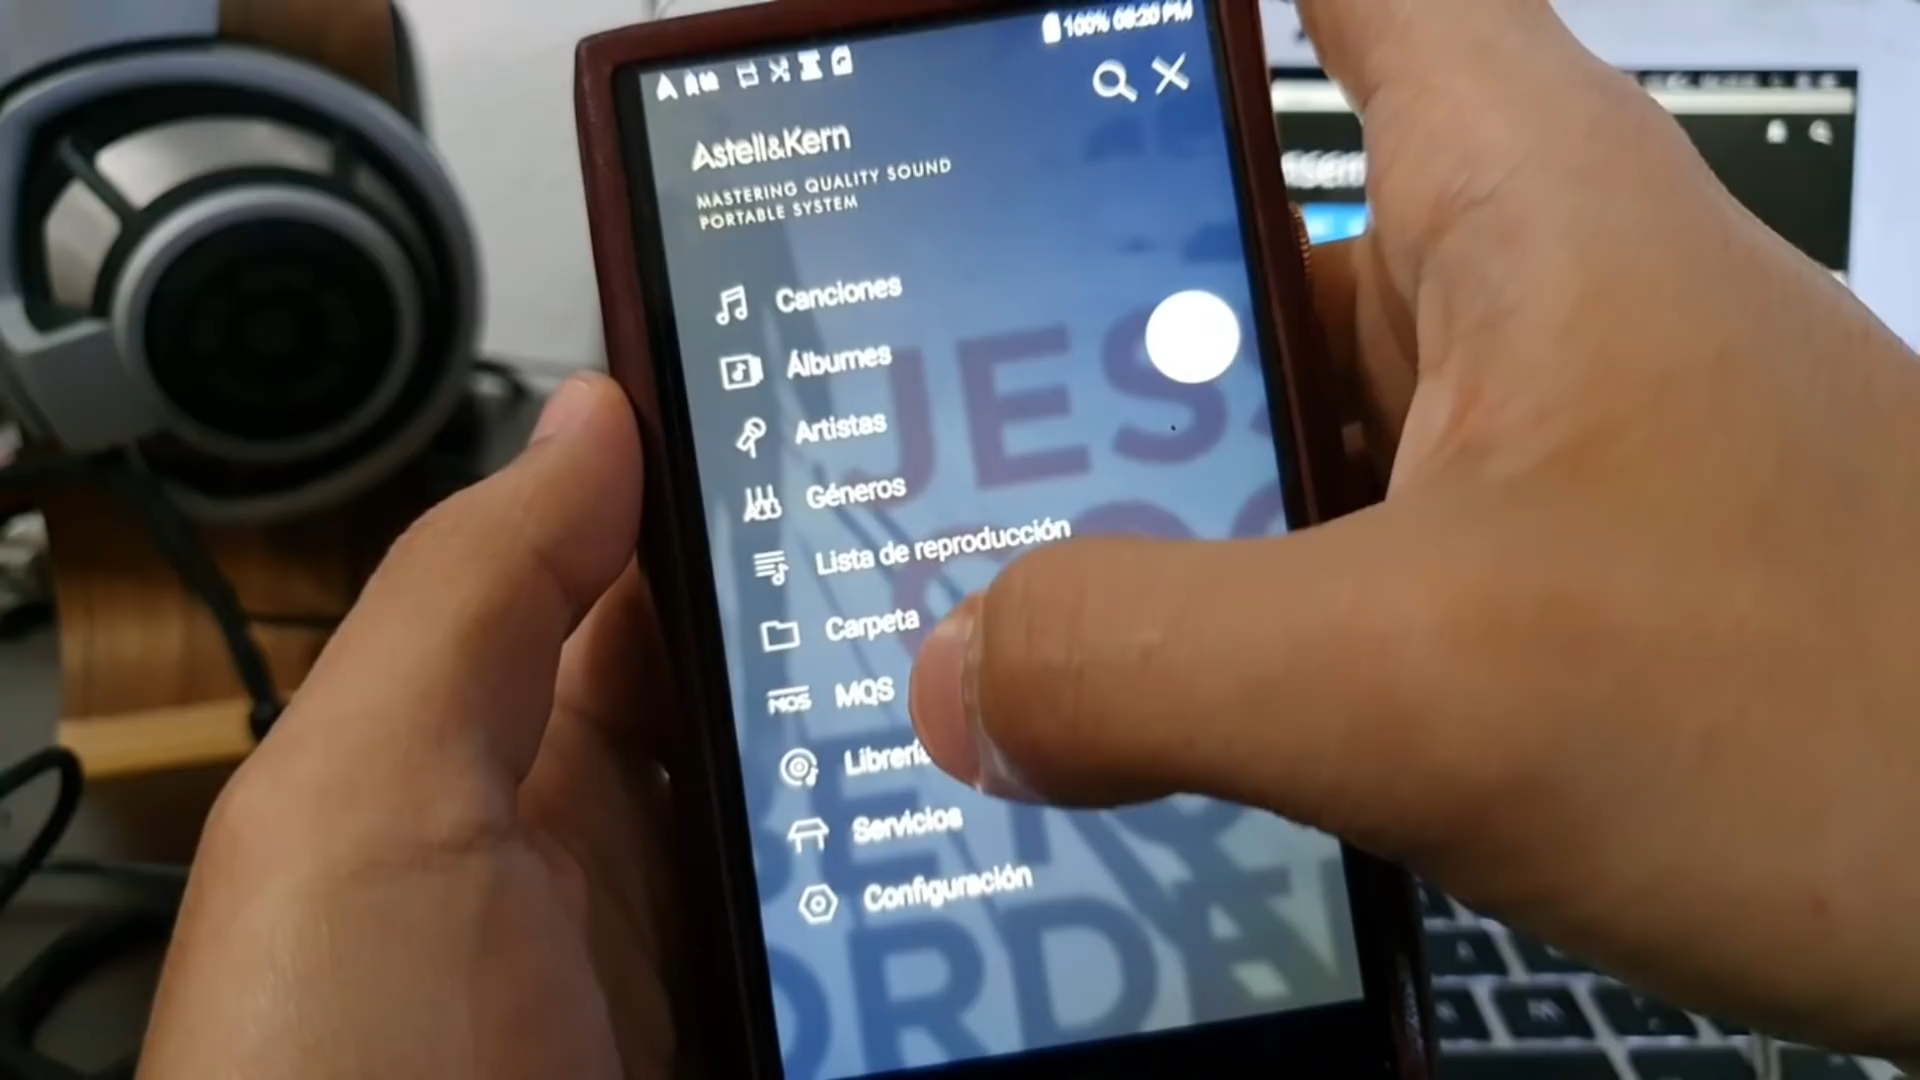 100% 08:20 PM
Astell&Kern
MASTERING QUALITY SOUND
PORTABLE SYSTEM
Canciones
Álbumes
Artistas
Géneros
Lista de reproducción
Carpeta
MQS MQS
Servicios
Configuración
JES